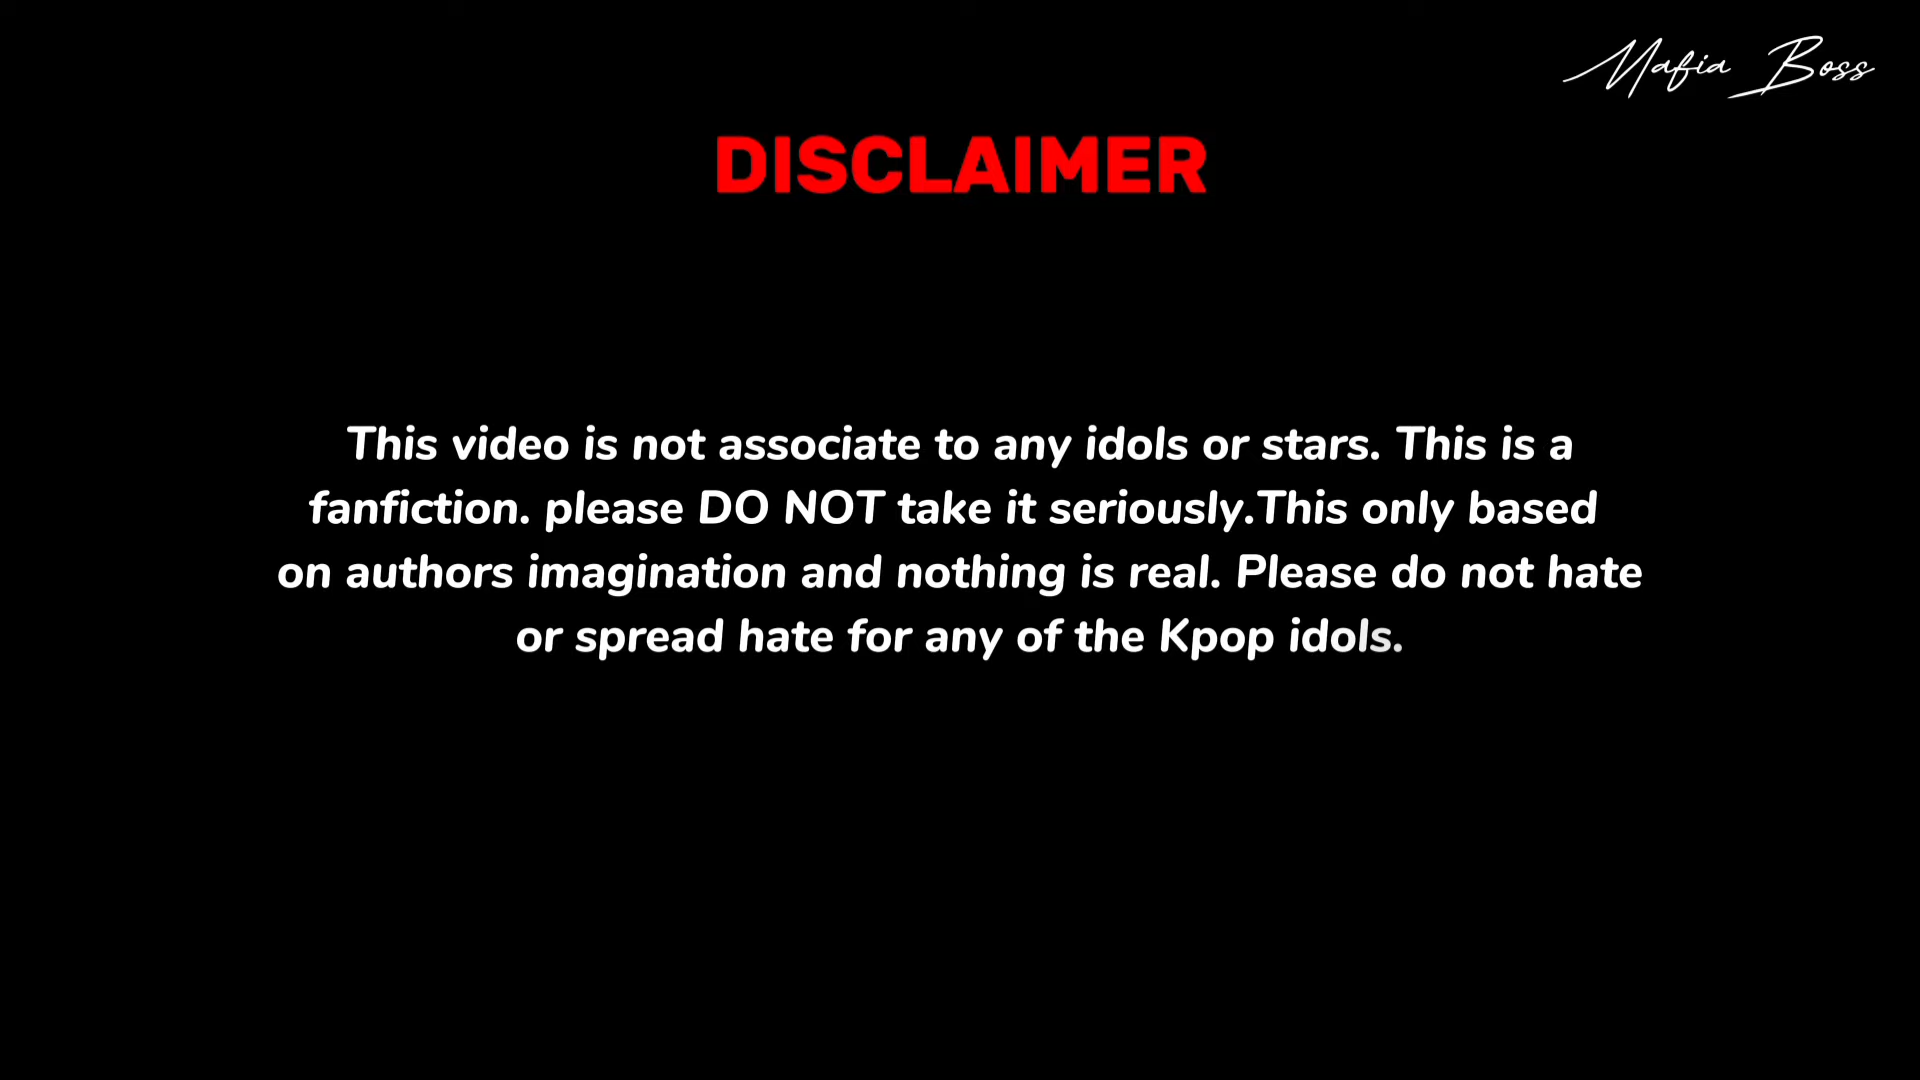 Mafia Boss
DISCLAIMER
This video is not associate to any idols or stars. This is a
fanfiction. please DO NOT take it seriously.This only based
on authors imagination and nothing is real. Please do not hate
or spread hate for any of the Kpop idols.